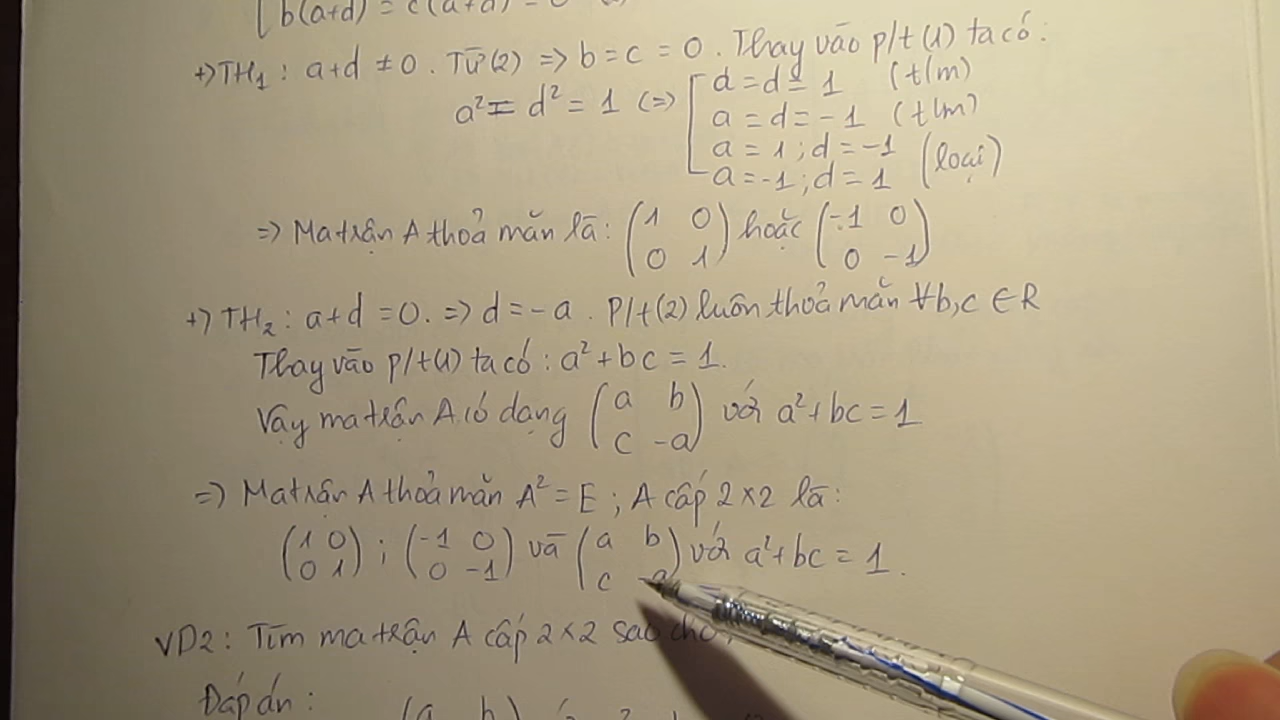 b(a+d) = c(a+d) = 0
+) TH1 : a+d ≠ 0 . Từ (2) => b = c = 0 . Thay vào p/t (1) ta có :
a² = d² = 1 <=> [ a = d = 1 (t/m)
a = d = -1 (t/m)
a = 1 ; d = -1 (loại)
a = -1 ; d = 1
=> Ma trận A thoả mãn là : (1 0 hoặc (-1 0
0 1) 0 -1)
+) TH2 : a+d = 0. => d = -a . P/t (2) luôn thoả mãn ∀b,c ∈ R
Thay vào p/t (1) ta có : a² + bc = 1.
Vậy ma trận A có dạng (a b với a² + bc = 1
c -a)
=> Ma trận A thoả mãn A² = E ; A cấp 2×2 là :
(1 0 ; (-1 0 và (a b với a² + bc = 1.
0 1) 0 -1) c
VD2 : Tìm ma trận A cấp 2×2 sao cho
Đáp án : (a b)